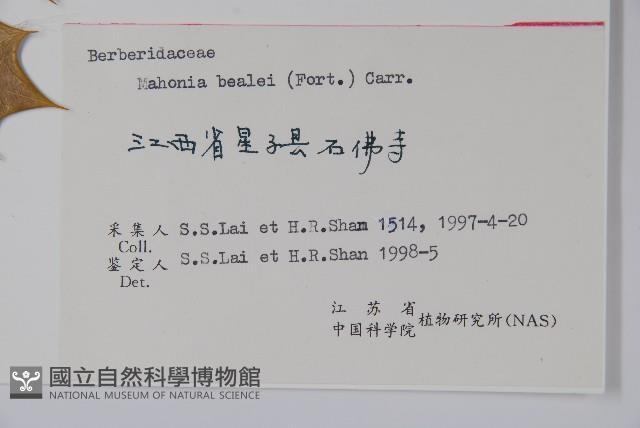 Berberidaceae
Mahonia bealei (Fort.) Carr.
江西省星子县石佛寺
采集人 S.S.Lai et H.R.Shan 1514, 1997-4-20
Coll.
鉴定人 S.S.Lai et H.R.Shan 1998-5
Det.
江苏省
中国科学院 植物研究所(NAS)
國立自然科學博物館
NATIONAL MUSEUM OF NATURAL SCIENCE